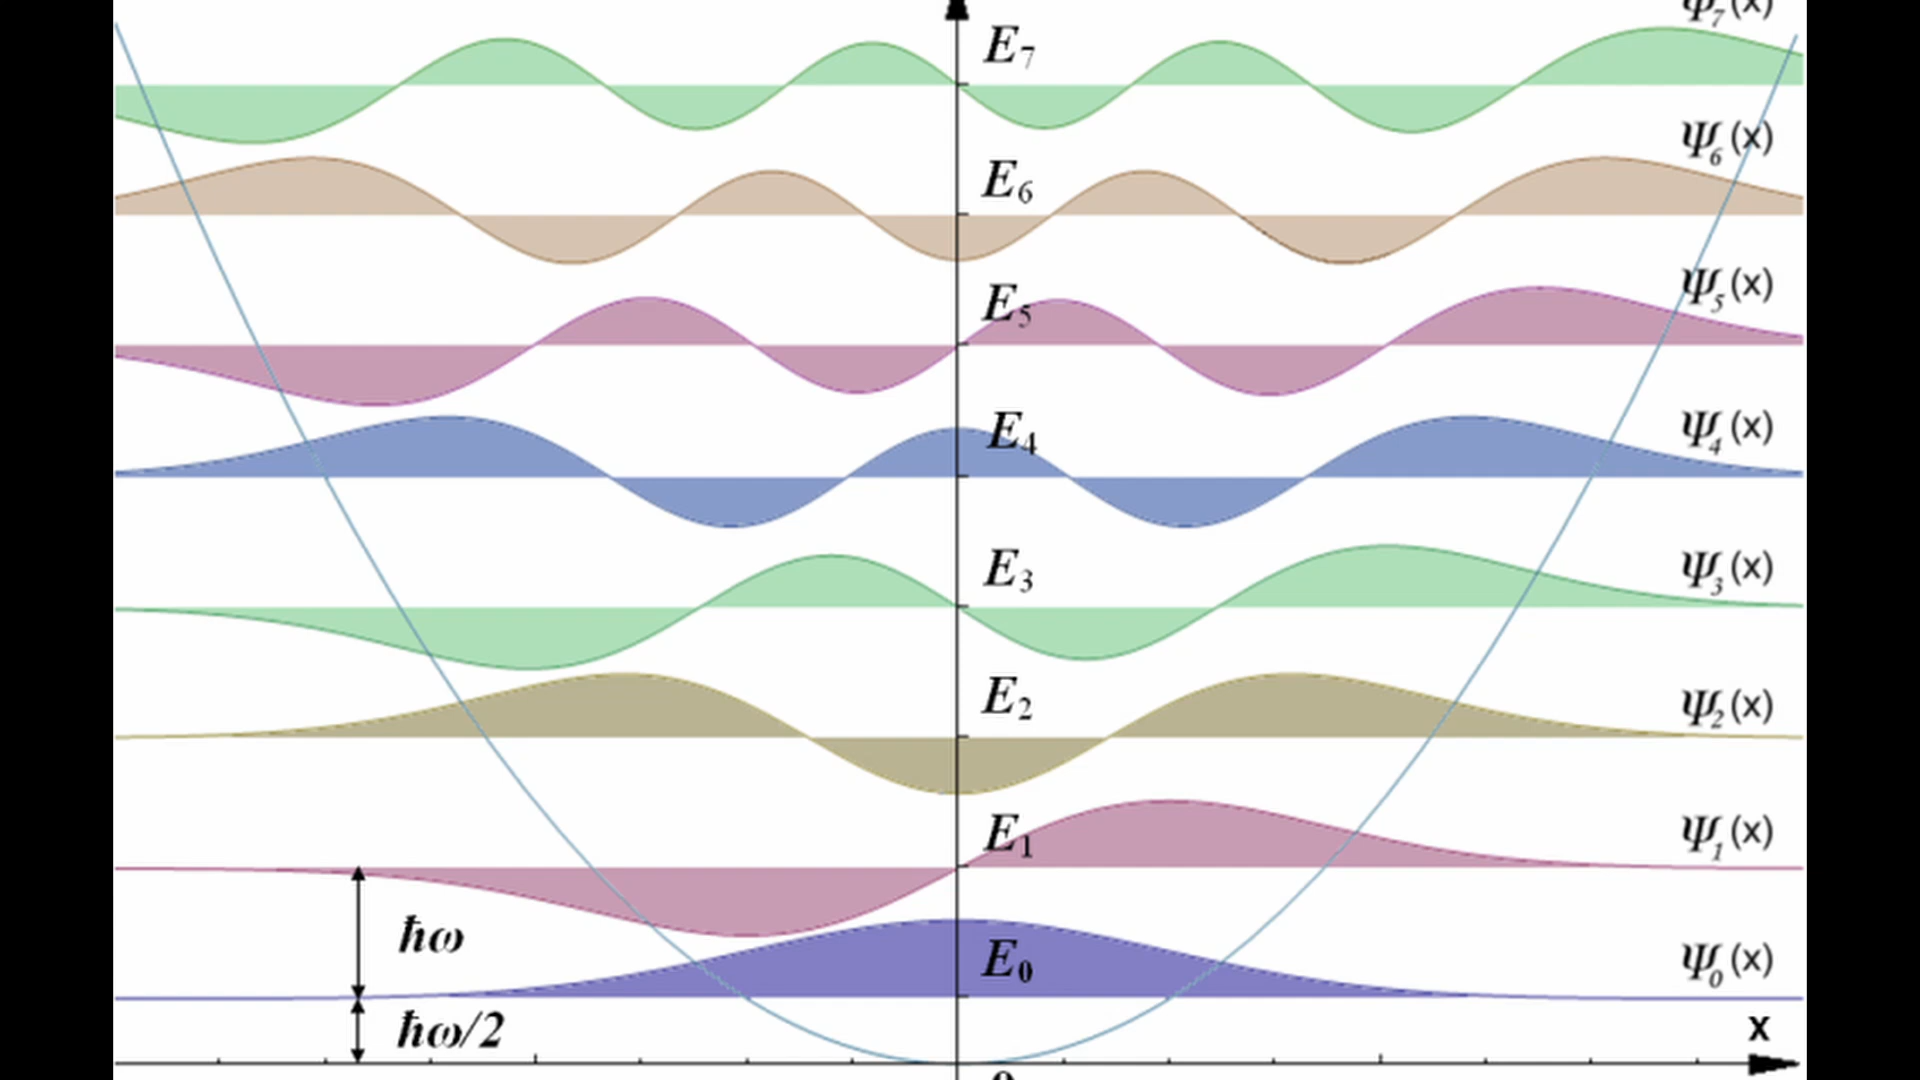 Ψ₇(x)
E₇
Ψ₆(x)
E₆
Ψ₅(x)
E₅
Ψ₄(x)
E₄
Ψ₃(x)
E₃
Ψ₂(x)
E₂
Ψ₁(x)
E₁
ħω
Ψ₀(x)
E₀
ħω/2
x
0